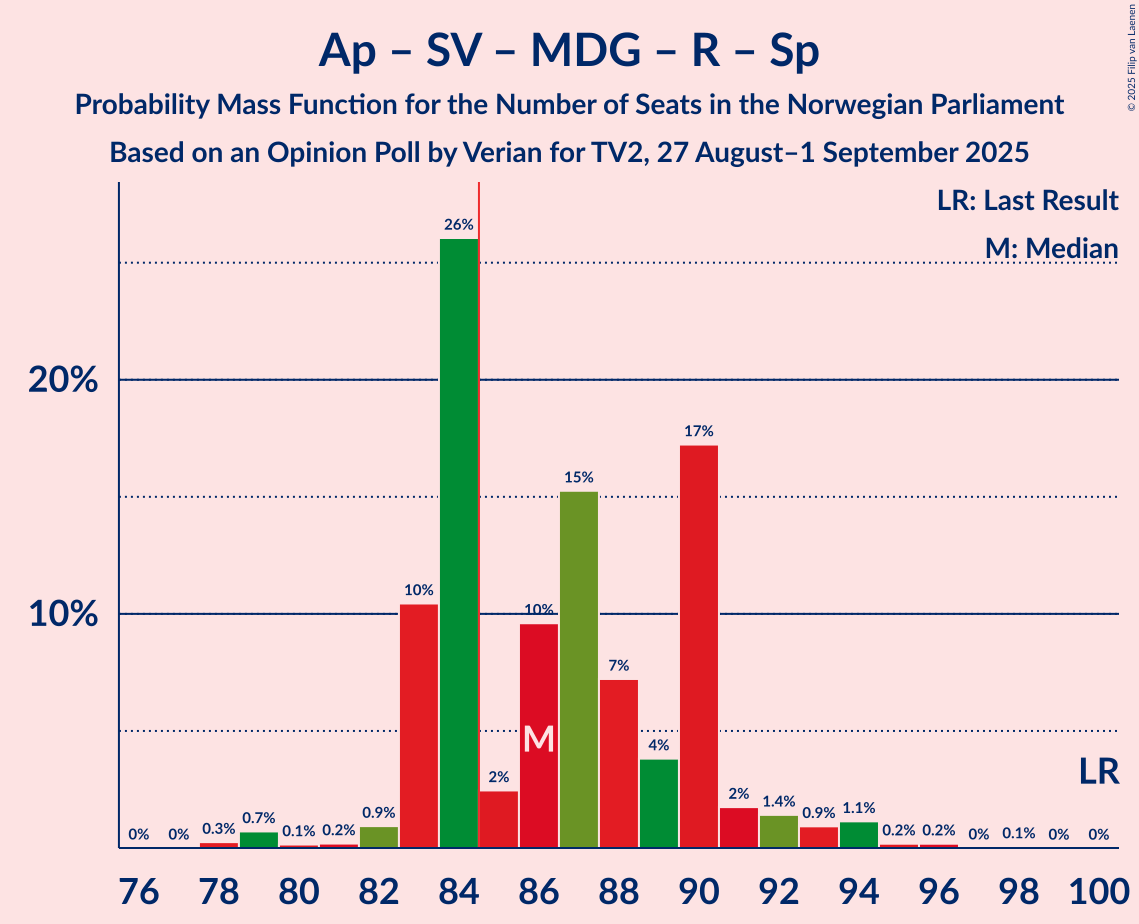 Ap – SV – MDG – R – Sp
Probability Mass Function for the Number of Seats in the Norwegian Parliament
Based on an Opinion Poll by Verian for TV2, 27 August–1 September 2025
© 2025 Filip van Laenen
LR: Last Result
M: Median
20%
10%
0% 0% 0.3% 0.7% 0.1% 0.2% 0.9% 10% 26% 2% 10% 15% 7% 4% 17% 2% 1.4% 0.9% 1.1% 0.2% 0.2% 0% 0.1% 0% 0%
M
LR
76 78 80 82 84 86 88 90 92 94 96 98 100